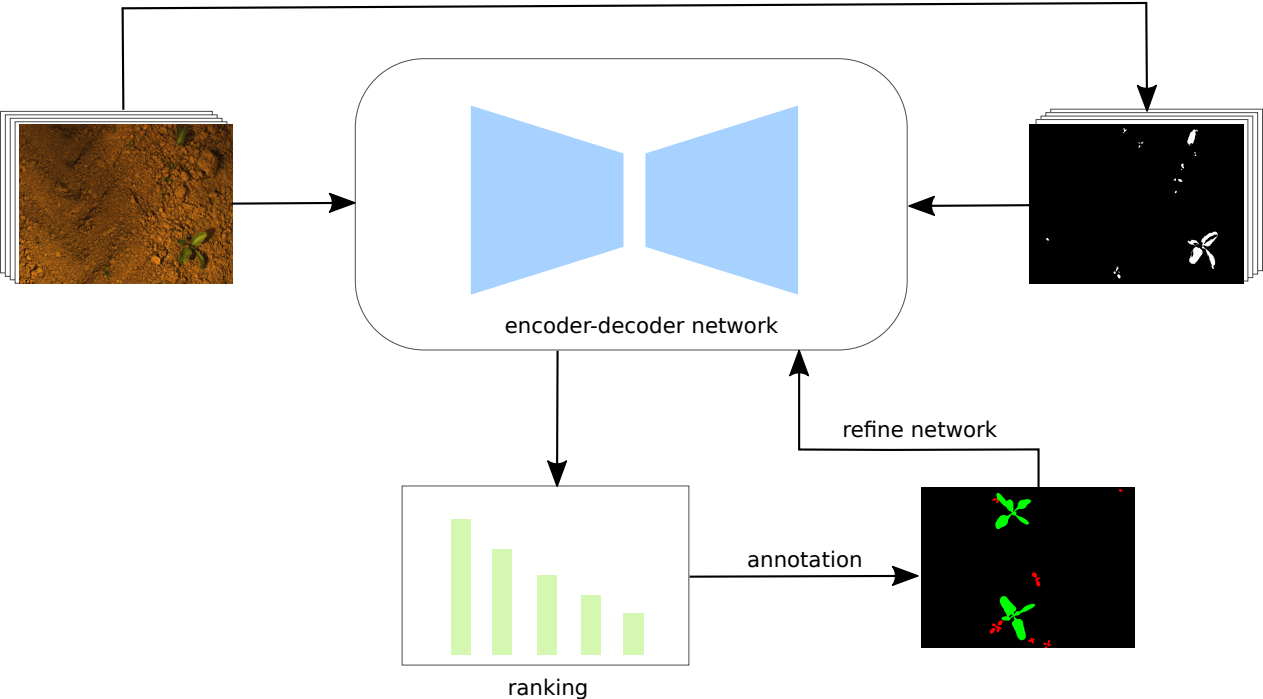 encoder-decoder network
refine network
annotation
ranking